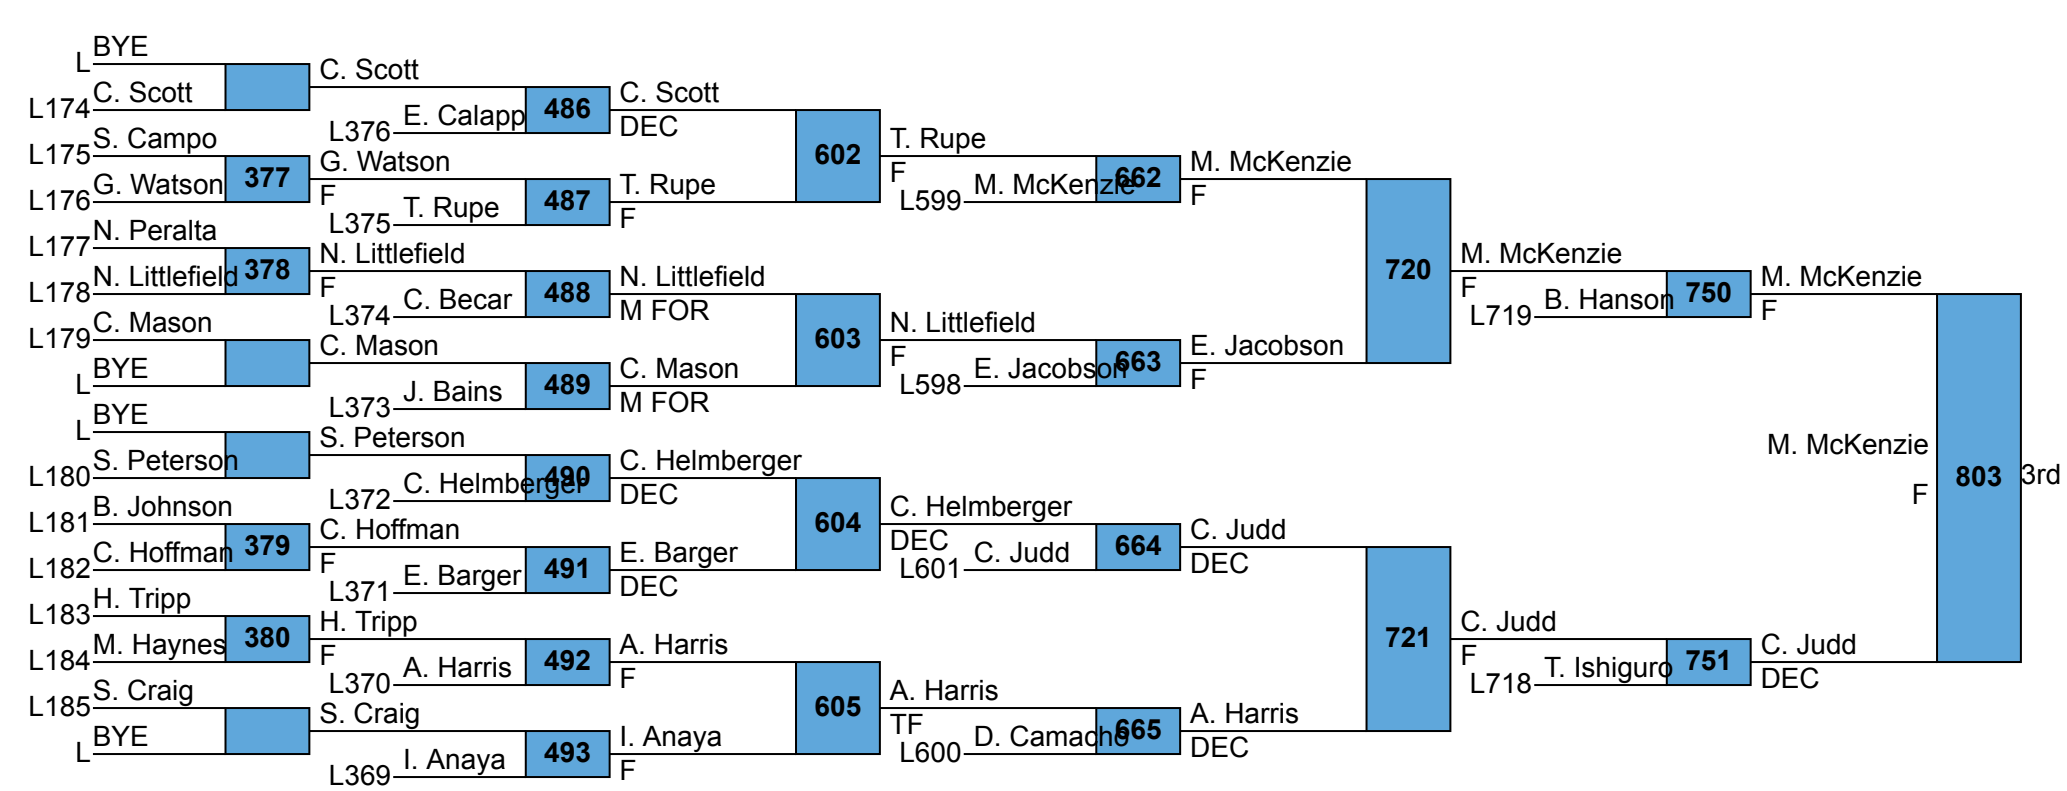 BYE
L
C. Scott
L174
S. Campo
L175
G. Watson
L176
377
N. Peralta
L177
N. Littlefield
L178
378
C. Mason
L179
BYE
L
BYE
L
S. Peterson
L180
B. Johnson
L181
C. Hoffman
L182
379
H. Tripp
L183
M. Haynes
L184
380
S. Craig
L185
BYE
L
C. Scott
E. Calapp
L376
486
G. Watson
F
T. Rupe
L375
487
N. Littlefield
F
C. Becar
L374
488
C. Mason
J. Bains
L373
489
S. Peterson
C. Helmberger
L372
490
C. Hoffman
F
E. Barger
L371
491
H. Tripp
F
A. Harris
L370
492
S. Craig
I. Anaya
L369
493
C. Scott
DEC
602
T. Rupe
F
N. Littlefield
M FOR
603
C. Mason
M FOR
C. Helmberger
DEC
604
E. Barger
DEC
A. Harris
F
605
I. Anaya
F
T. Rupe
F
M. McKenzie
L599
662
N. Littlefield
F
E. Jacobson
L598
663
C. Helmberger
DEC
C. Judd
L601
664
A. Harris
TF
D. Camacho
L600
665
M. McKenzie
F
720
E. Jacobson
F
C. Judd
DEC
721
A. Harris
DEC
M. McKenzie
F
B. Hanson
L719
750
C. Judd
F
T. Ishiguro
L718
751
M. McKenzie
F
C. Judd
DEC
M. McKenzie
F
803
3rd